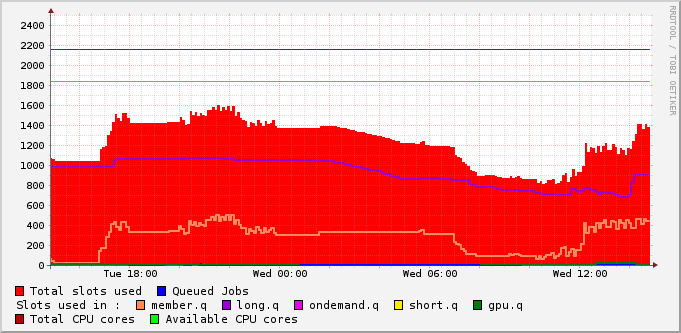 RRDTOOL / TOBI OETIKER
2400
2200
2000
1800
1600
1400
1200
1000
800
600
400
200
0
Tue 18:00 Wed 00:00 Wed 06:00 Wed 12:00
Total slots used Queued Jobs
Slots used in : member.q long.q ondemand.q short.q gpu.q
Total CPU cores Available CPU cores